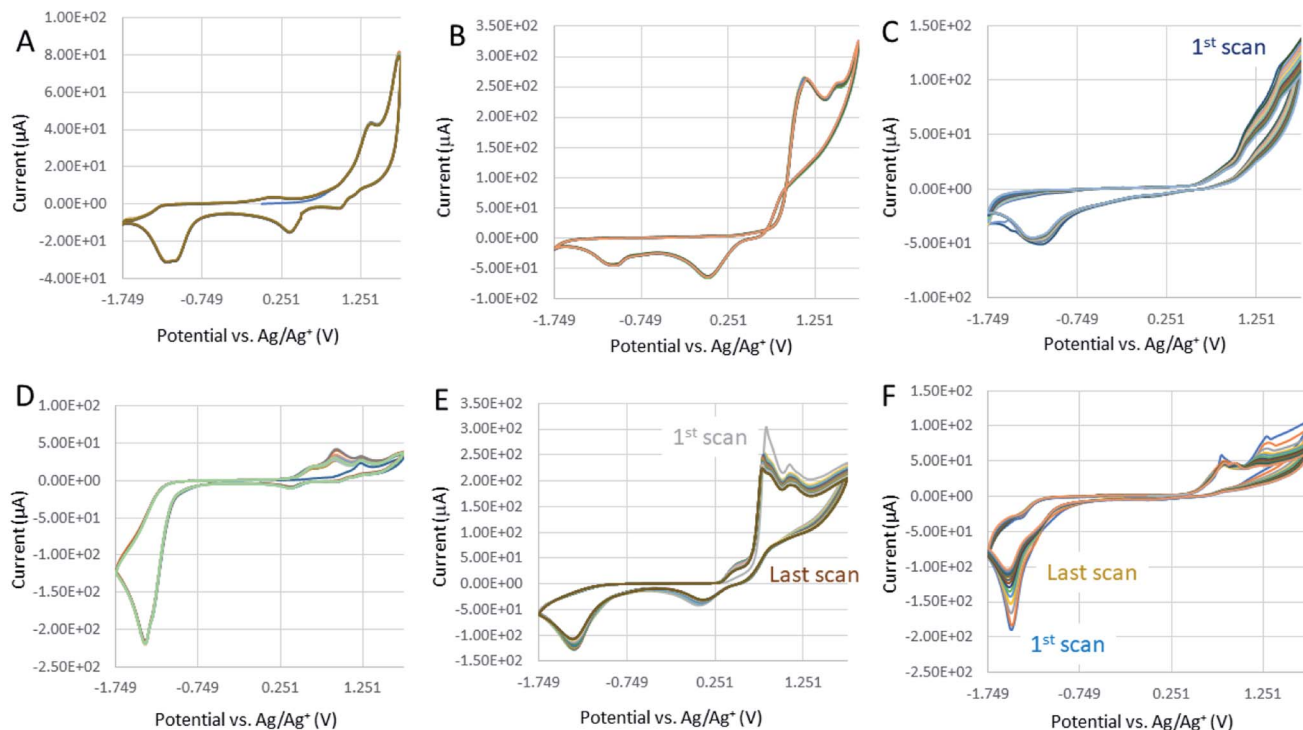 A
1.00E+02
8.00E+01
6.00E+01
4.00E+01
2.00E+01
0.00E+00
-2.00E+01
-4.00E+01
Current (µA)
-1.749
-0.749
0.251
1.251
Potential vs. Ag/Ag⁺ (V)
B
3.50E+02
3.00E+02
2.50E+02
2.00E+02
1.50E+02
1.00E+02
5.00E+01
0.00E+00
-5.00E+01
-1.00E+02
Current (µA)
-1.749
-0.749
0.251
1.251
Potential vs. Ag/Ag⁺ (V)
C
1.50E+02
1.00E+02
5.00E+01
0.00E+00
-5.00E+01
-1.00E+02
Current (µA)
1ˢᵗ scan
-1.749
-0.749
0.251
1.251
Potential vs. Ag/Ag⁺ (V)
D
1.00E+02
5.00E+01
0.00E+00
-5.00E+01
-1.00E+02
-1.50E+02
-2.00E+02
-2.50E+02
Current (µA)
-1.749
-0.749
0.251
1.251
Potential vs. Ag/Ag⁺ (V)
E
3.50E+02
3.00E+02
2.50E+02
2.00E+02
1.50E+02
1.00E+02
5.00E+01
0.00E+00
-5.00E+01
-1.00E+02
-1.50E+02
Current (µA)
1ˢᵗ scan
Last scan
-1.749
-0.749
0.251
1.251
Potential vs. Ag/Ag⁺ (V)
F
1.50E+02
1.00E+02
5.00E+01
0.00E+00
-5.00E+01
-1.00E+02
-1.50E+02
-2.00E+02
-2.50E+02
Current (µA)
Last scan
1ˢᵗ scan
-1.749
-0.749
0.251
1.251
Potential vs. Ag/Ag⁺ (V)